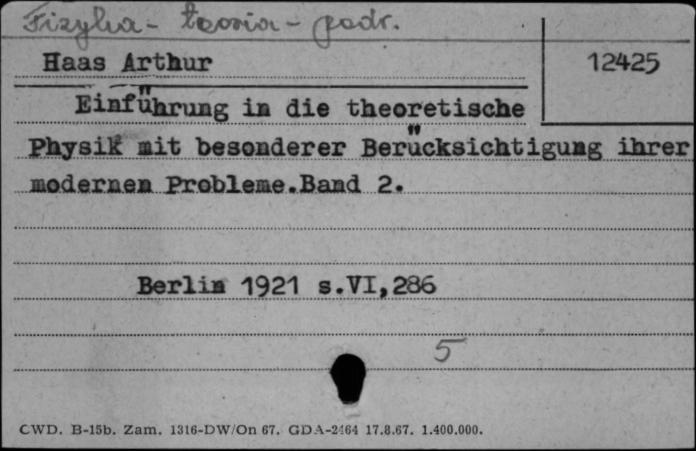 Fizyka - teoria - podr.
Haas Arthur
12425
Einführung in die theoretische
Physik mit besonderer Berücksichtigung ihrer
modernen Probleme.Band 2.
Berlin 1921 s.VI,286
5
CWD. B-15b. Zam. 1316-DW/On 67. GDA-2464 17.8.67. 1.400.000.